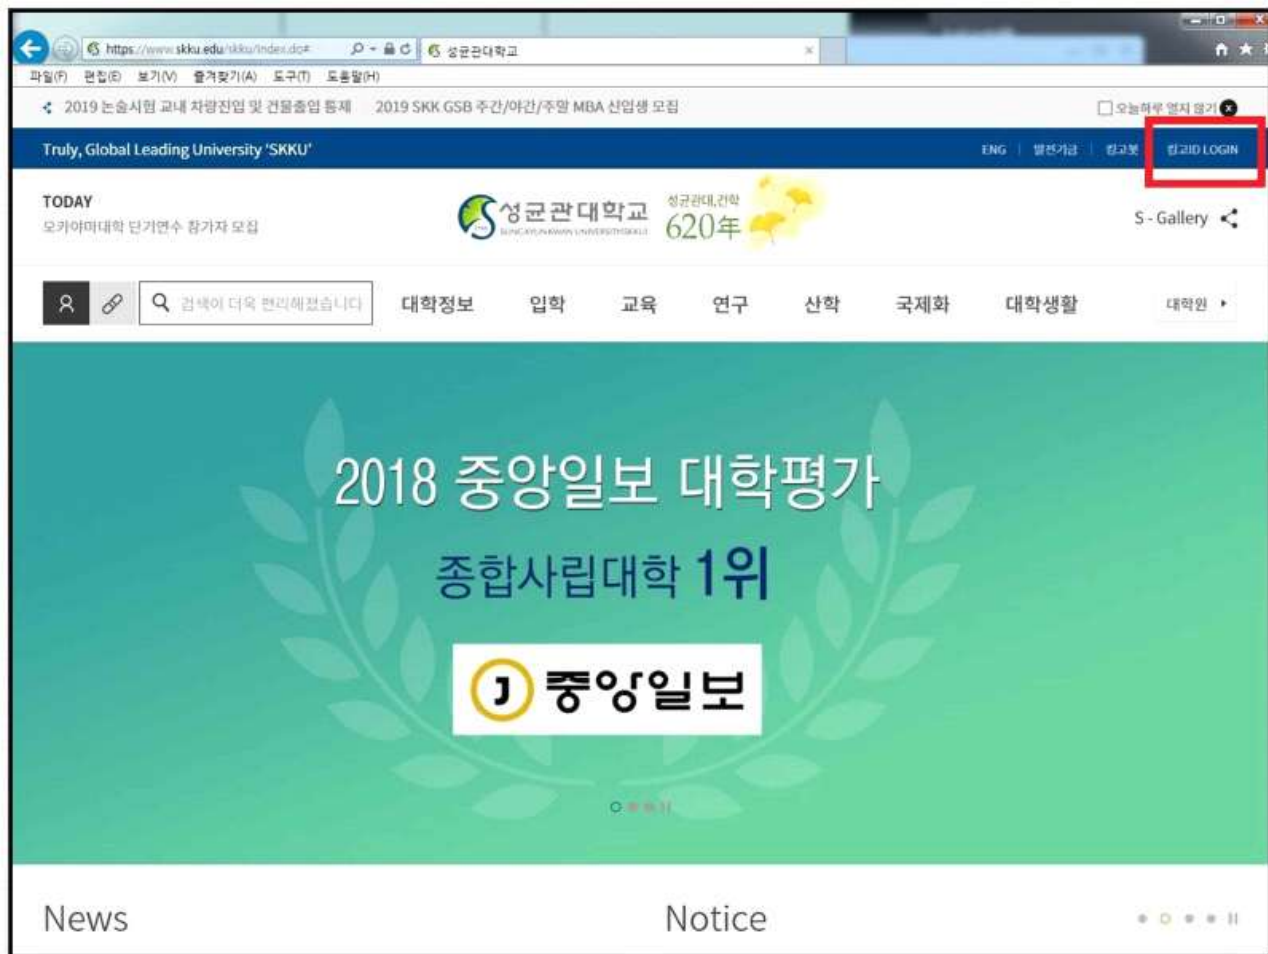 https://www.skku.edu/skku/index.do#
성균관대학교
파일(F) 편집(E) 보기(V) 즐겨찾기(A) 도구(T) 도움말(H)
2019 논술시험 교내 차량진입 및 건물출입 통제 2019 SKK GSB 주간/야간/주말 MBA 신입생 모집 오늘하루 열지 않기
Truly, Global Leading University 'SKKU' ENG 발전기금 킹고봇 킹고ID LOGIN
TODAY
오카야마대학 단기연수 참가자 모집
성균관대학교
SUNGKYUNKWAN UNIVERSITY(SKKU)
성균관대, 건학
620年
S - Gallery
검색이 더욱 편리해졌습니다 대학정보 입학 교육 연구 산학 국제화 대학생활 대학원
2018 중앙일보 대학평가
종합사립대학 1위
J 중앙일보
News Notice